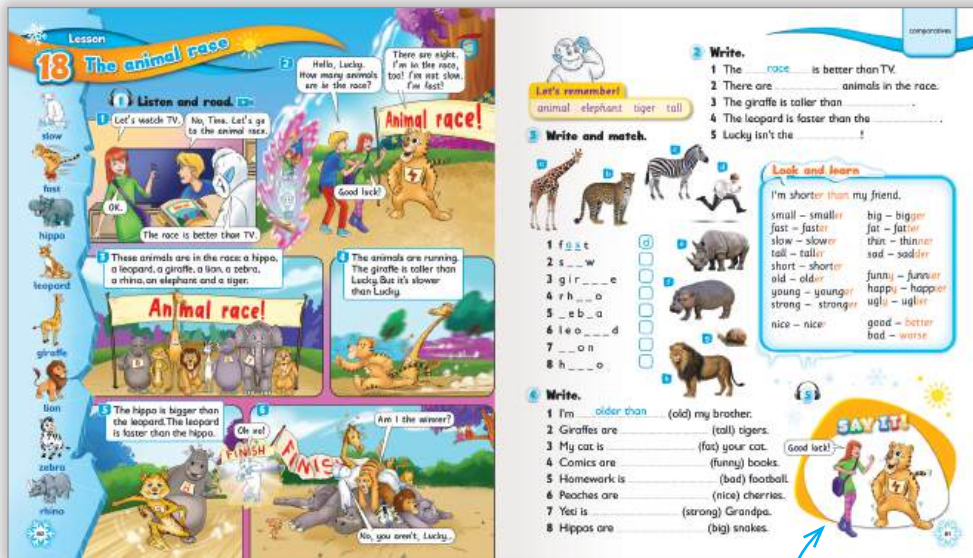 Lesson
18 The animal race
1 Listen and read.
slow
fast
hippo
leopard
giraffe
lion
zebra
rhino
80
1
Let's watch TV.
No, Tina. Let's go
to the animal race.
OK.
The race is better than TV.
2
Hello, Lucky.
How many animals
are in the race?
There are eight.
I'm in the race,
too! I'm not slow.
I'm fast!
Animal race!
Good luck!
3 These animals are in the race: a hippo,
a leopard, a giraffe, a lion, a zebra,
a rhino, an elephant and a tiger.
Animal race!
4 The animals are running.
The giraffe is taller than
Lucky. But it's slower
than Lucky.
5 The hippo is bigger than
the leopard. The leopard
is faster than the hippo.
6
Oh no!
FINISH
FINIS
Am I the winner?
No, you aren't, Lucky...
comparatives
Let's remember!
animal elephant tiger tall
2 Write.
1 The race is better than TV.
2 There are animals in the race.
3 The giraffe is taller than .
4 The leopard is faster than the .
5 Lucky isn't the !
3 Write and match.
a
b
c
d
e
f
g
h
1 f a s t d
2 s _ _ w
3 g i r _ _ _ e
4 r h _ _ o
5 _ e b _ a
6 l e o _ _ _ d
7 _ _ o n
8 h _ _ _ o
Look and learn
I'm shorter than my friend.
small – smaller
fast – faster
slow – slower
tall – taller
short – shorter
old – older
young – younger
strong – stronger
nice – nicer
big – bigger
fat – fatter
thin – thinner
sad – sadder
funny – funnier
happy – happier
ugly – uglier
good – better
bad – worse
4 Write.
1 I'm older than (old) my brother.
2 Giraffes are (tall) tigers.
3 My cat is (fat) your cat.
4 Comics are (funny) books.
5 Homework is (bad) football.
6 Peaches are (nice) cherries.
7 Yeti is (strong) Grandpa.
8 Hippos are (big) snakes.
5
SAY IT!
Good luck!
81